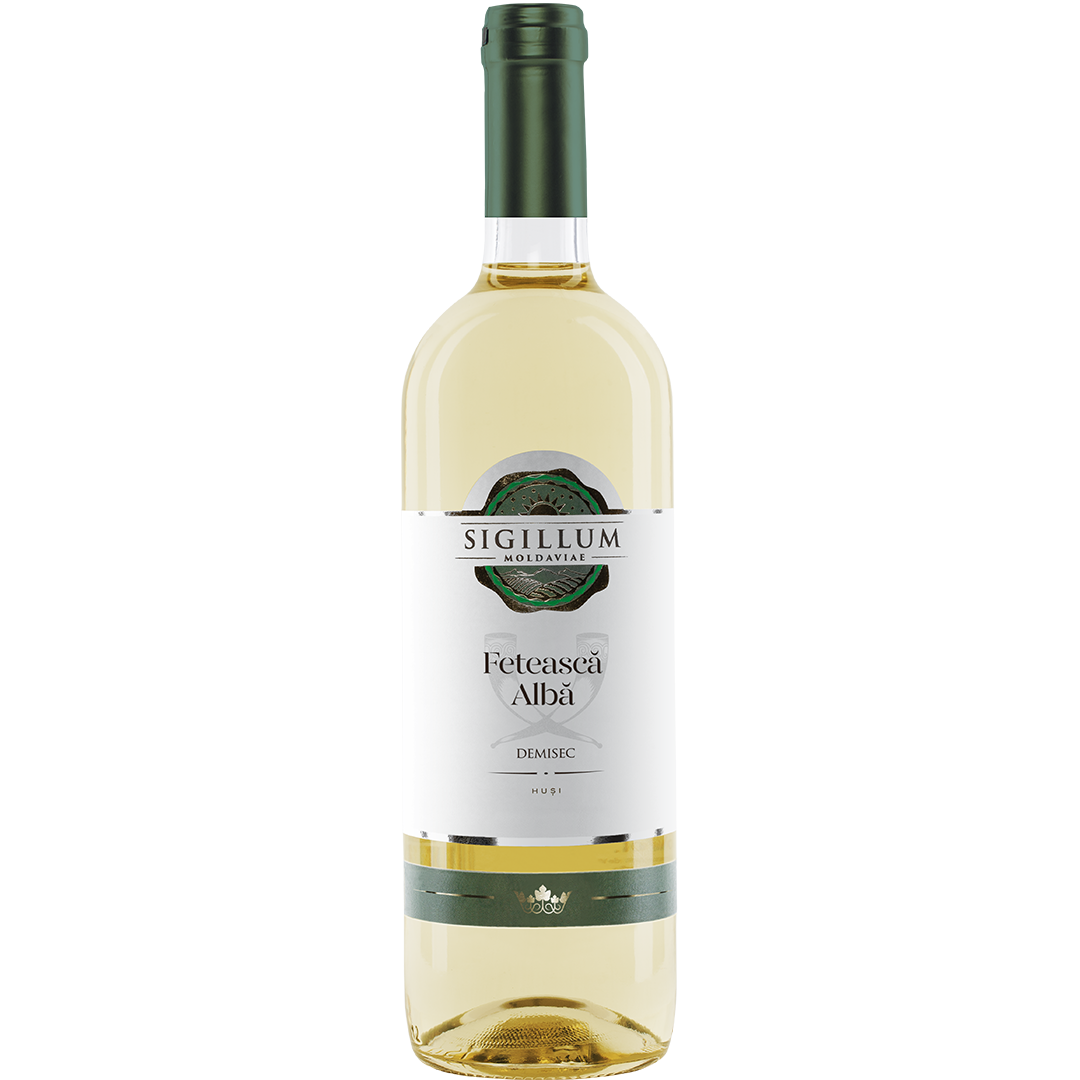 SIGILLUM
MOLDAVIAE
Fetească
Albă
DEMISEC
HUȘI